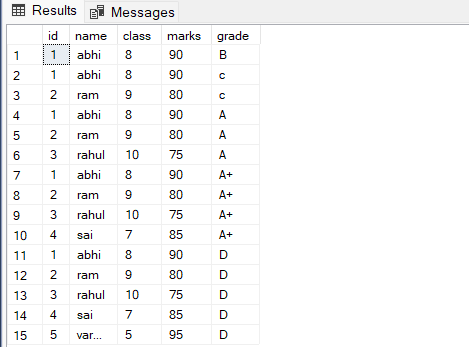 Results Messages
id name class marks grade
1 1 abhi 8 90 B
2 1 abhi 8 90 c
3 2 ram 9 80 c
4 1 abhi 8 90 A
5 2 ram 9 80 A
6 3 rahul 10 75 A
7 1 abhi 8 90 A+
8 2 ram 9 80 A+
9 3 rahul 10 75 A+
10 4 sai 7 85 A+
11 1 abhi 8 90 D
12 2 ram 9 80 D
13 3 rahul 10 75 D
14 4 sai 7 85 D
15 5 var... 5 95 D